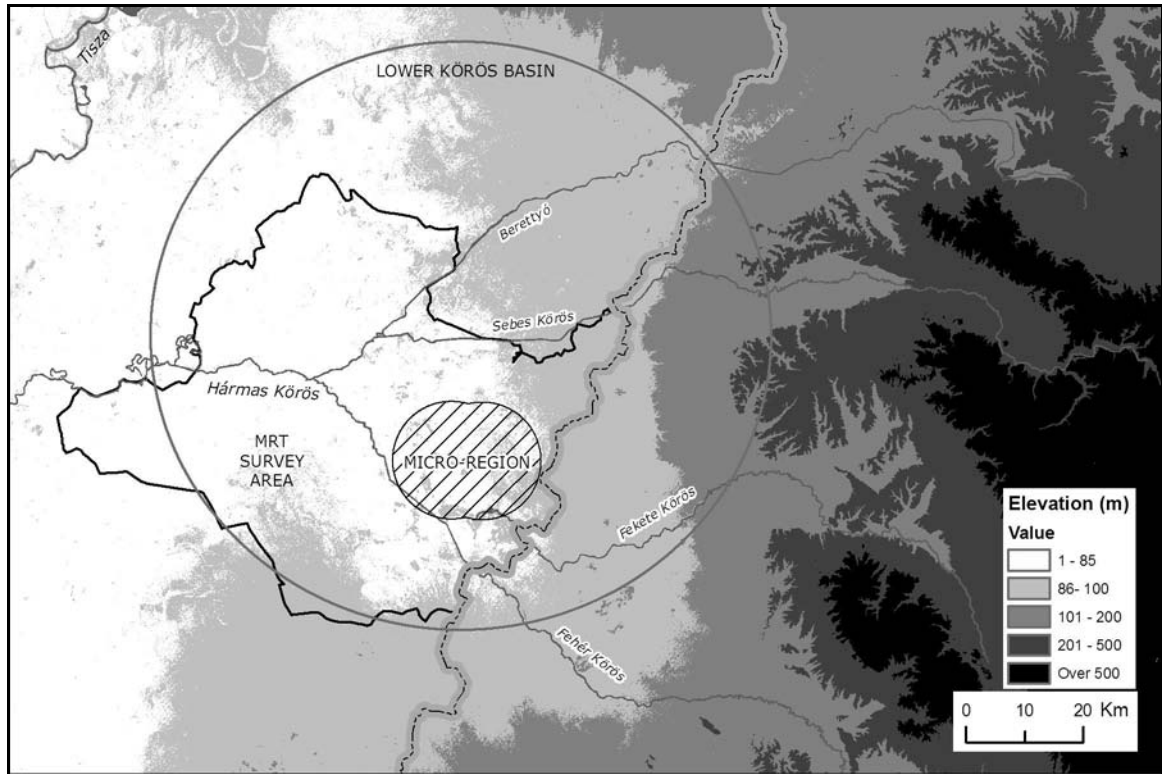 Tisza
LOWER KÖRÖS BASIN
Berettyó
Sebes Körös
Hármas Körös
MRT
SURVEY
AREA
MICRO-REGION
Fekete Körös
Fehér Körös
Elevation (m)
Value
1 - 85
86- 100
101 - 200
201 - 500
Over 500
0 10 20 Km